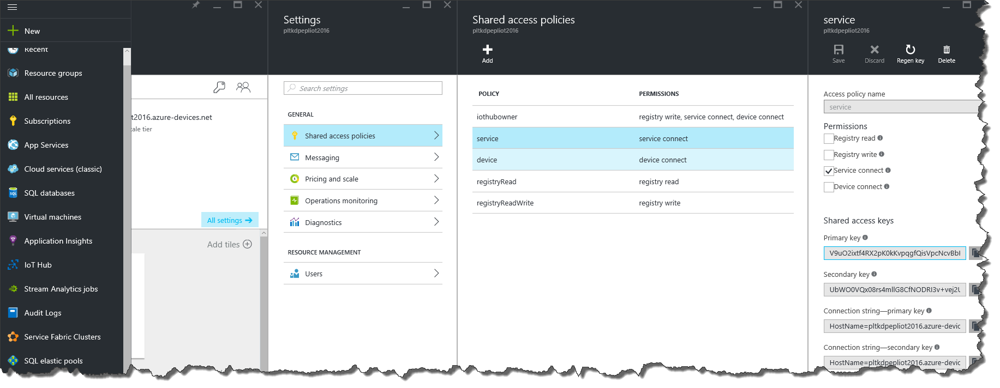 New
Recent
Resource groups
All resources
Subscriptions
App Services
Cloud services (classic)
SQL databases
Virtual machines
Application Insights
IoT Hub
Stream Analytics jobs
Audit Logs
Service Fabric Clusters
SQL elastic pools
t2016.azure-devices.net
cale tier
All settings
Add tiles
Settings
pltkdpepliot2016
Search settings
GENERAL
Shared access policies
Messaging
Pricing and scale
Operations monitoring
Diagnostics
RESOURCE MANAGEMENT
Users
Shared access policies
pltkdpepliot2016
Add
POLICY PERMISSIONS
iothubowner registry write, service connect, device connect
service service connect
device device connect
registryRead registry read
registryReadWrite registry write
service
pltkdpepliot2016
Save Discard Regen key Delete
Access policy name
service
Permissions
Registry read
Registry write
Service connect
Device connect
Shared access keys
Primary key
V9uO2ixtf4RX2pK0kKvpqgfQisVpcNcvBbI
Secondary key
UbWO0VQx08rs4mllG8CfNODRI3v+vej2U
Connection string—primary key
HostName=pltkdpepliot2016.azure-devic
Connection string—secondary key
HostName=pltkdpepliot2016.azure-devic